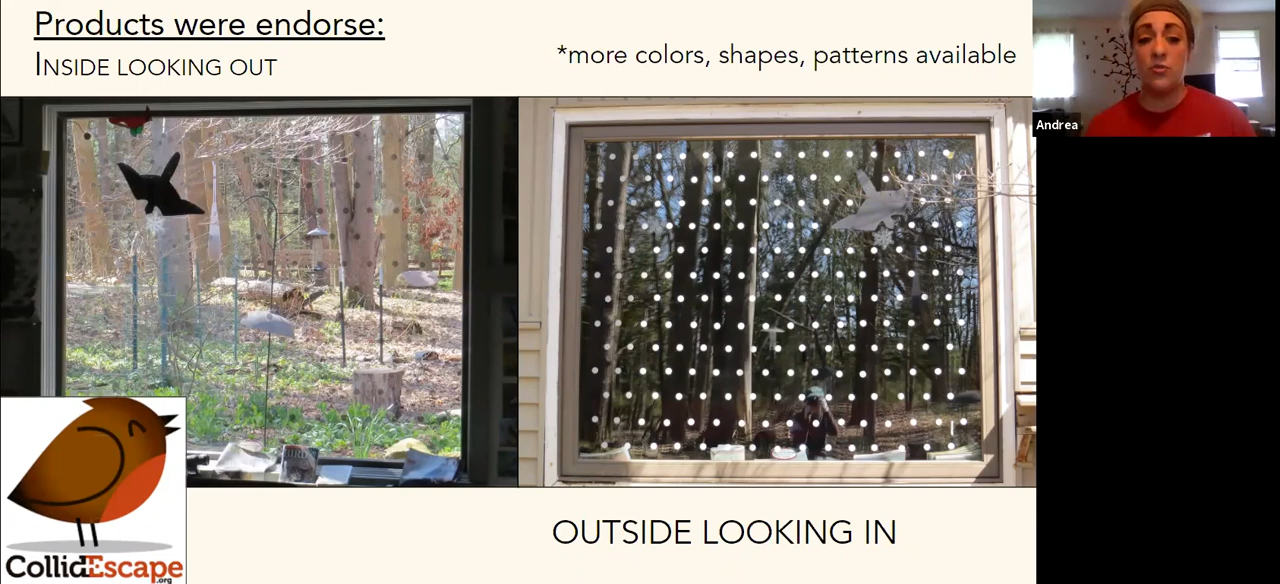 Products were endorse:
INSIDE LOOKING OUT
*more colors, shapes, patterns available
Andrea
OUTSIDE LOOKING IN
CollidEscape
.org